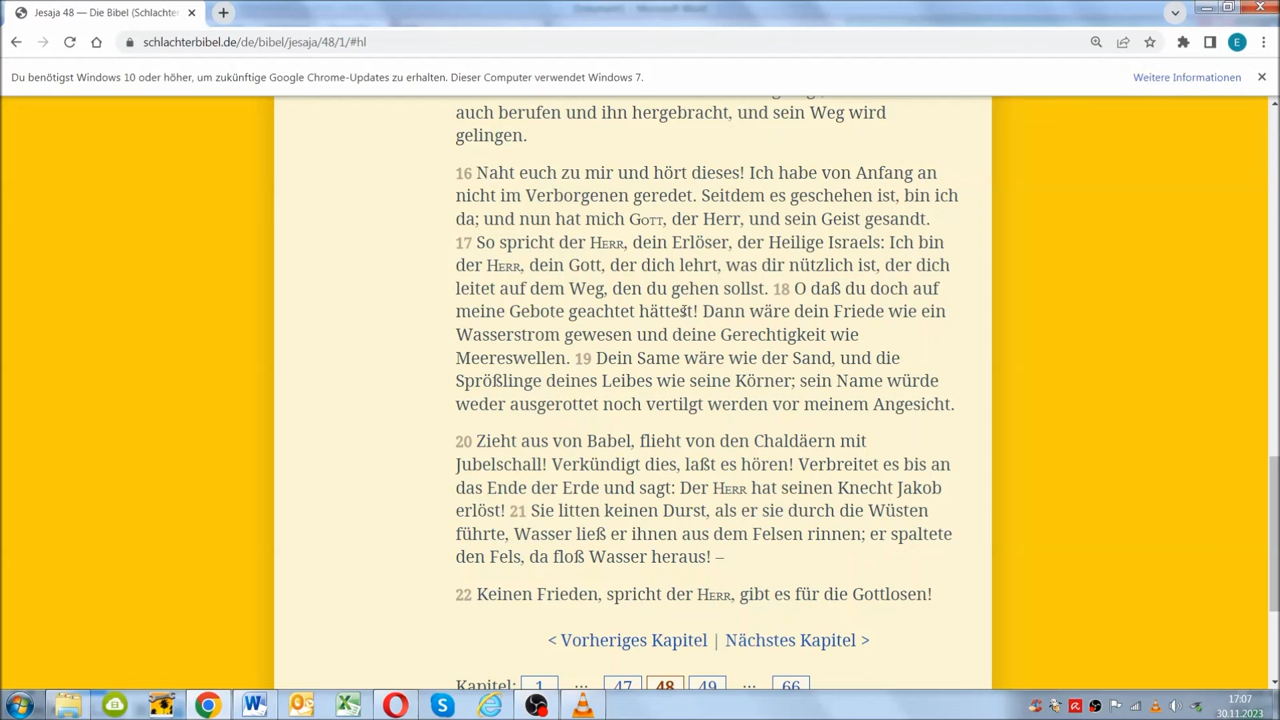 Jesaja 48 — Die Bibel (Schlachter
schlachterbibel.de/de/bibel/jesaja/48/1/#hl
E
Du benötigst Windows 10 oder höher, um zukünftige Google Chrome-Updates zu erhalten. Dieser Computer verwendet Windows 7.
Weitere Informationen
auch berufen und ihn hergebracht, und sein Weg wird
gelingen.
16 Naht euch zu mir und hört dieses! Ich habe von Anfang an
nicht im Verborgenen geredet. Seitdem es geschehen ist, bin ich
da; und nun hat mich GOTT, der Herr, und sein Geist gesandt.
17 So spricht der HERR, dein Erlöser, der Heilige Israels: Ich bin
der HERR, dein Gott, der dich lehrt, was dir nützlich ist, der dich
leitet auf dem Weg, den du gehen sollst. 18 O daß du doch auf
meine Gebote geachtet hättest! Dann wäre dein Friede wie ein
Wasserstrom gewesen und deine Gerechtigkeit wie
Meereswellen. 19 Dein Same wäre wie der Sand, und die
Sprößlinge deines Leibes wie seine Körner; sein Name würde
weder ausgerottet noch vertilgt werden vor meinem Angesicht.
20 Zieht aus von Babel, flieht von den Chaldäern mit
Jubelschall! Verkündigt dies, laßt es hören! Verbreitet es bis an
das Ende der Erde und sagt: Der HERR hat seinen Knecht Jakob
erlöst! 21 Sie litten keinen Durst, als er sie durch die Wüsten
führte, Wasser ließ er ihnen aus dem Felsen rinnen; er spaltete
den Fels, da floß Wasser heraus! –
22 Keinen Frieden, spricht der HERR, gibt es für die Gottlosen!
< Vorheriges Kapitel | Nächstes Kapitel >
Kapitel: 1 ... 47 48 49 ... 66
17:07
30.11.2023